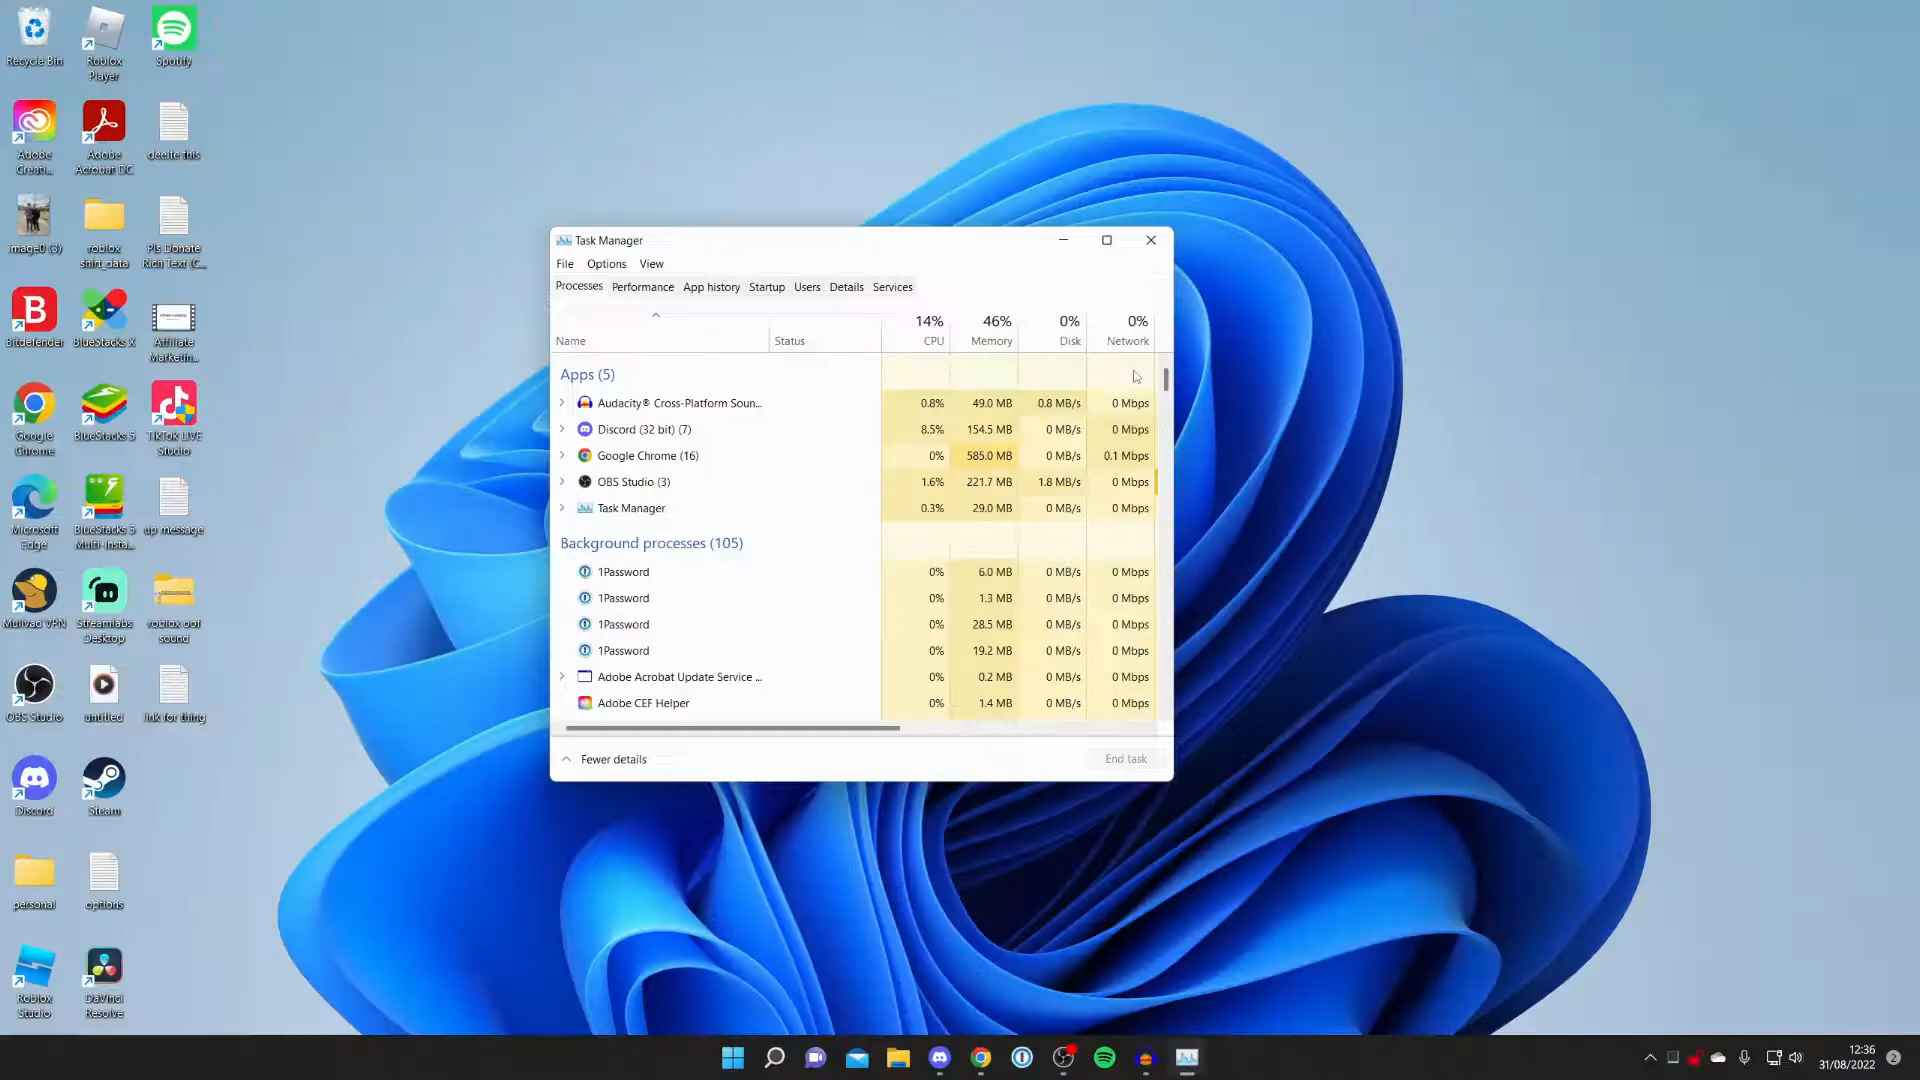 Recycle Bin
Roblox
Player
Spotify
Adobe
Creati...
Adobe
Acrobat DC
deelte this
image0 (3)
roblox
shirt_data
Pls Donate
Rich Text (C...
Bitdefender
BlueStacks X
Affiliate
Marketin...
Google
Chrome
BlueStacks 5
TikTok LIVE
Studio
Microsoft
Edge
BlueStacks 5
Multi-Insta...
up message
Mullvad VPN
Streamlabs
Desktop
roblox oof
sound
OBS Studio
untitled
link for thing
Discord
Steam
personal
options
Roblox
Studio
DaVinci
Resolve
Task Manager
File Options View
Processes Performance App history Startup Users Details Services
14% 46% 0% 0%
Name Status CPU Memory Disk Network
Apps (5)
Audacity® Cross-Platform Soun... 0.8% 49.0 MB 0.8 MB/s 0 Mbps
Discord (32 bit) (7) 8.5% 154.5 MB 0 MB/s 0 Mbps
Google Chrome (16) 0% 585.0 MB 0 MB/s 0.1 Mbps
OBS Studio (3) 1.6% 221.7 MB 1.8 MB/s 0 Mbps
Task Manager 0.3% 29.0 MB 0 MB/s 0 Mbps
Background processes (105)
1Password 0% 6.0 MB 0 MB/s 0 Mbps
1Password 0% 1.3 MB 0 MB/s 0 Mbps
1Password 0% 28.5 MB 0 MB/s 0 Mbps
1Password 0% 19.2 MB 0 MB/s 0 Mbps
Adobe Acrobat Update Service ... 0% 0.2 MB 0 MB/s 0 Mbps
Adobe CEF Helper 0% 1.4 MB 0 MB/s 0 Mbps
Fewer details End task
12:36
31/08/2022
2